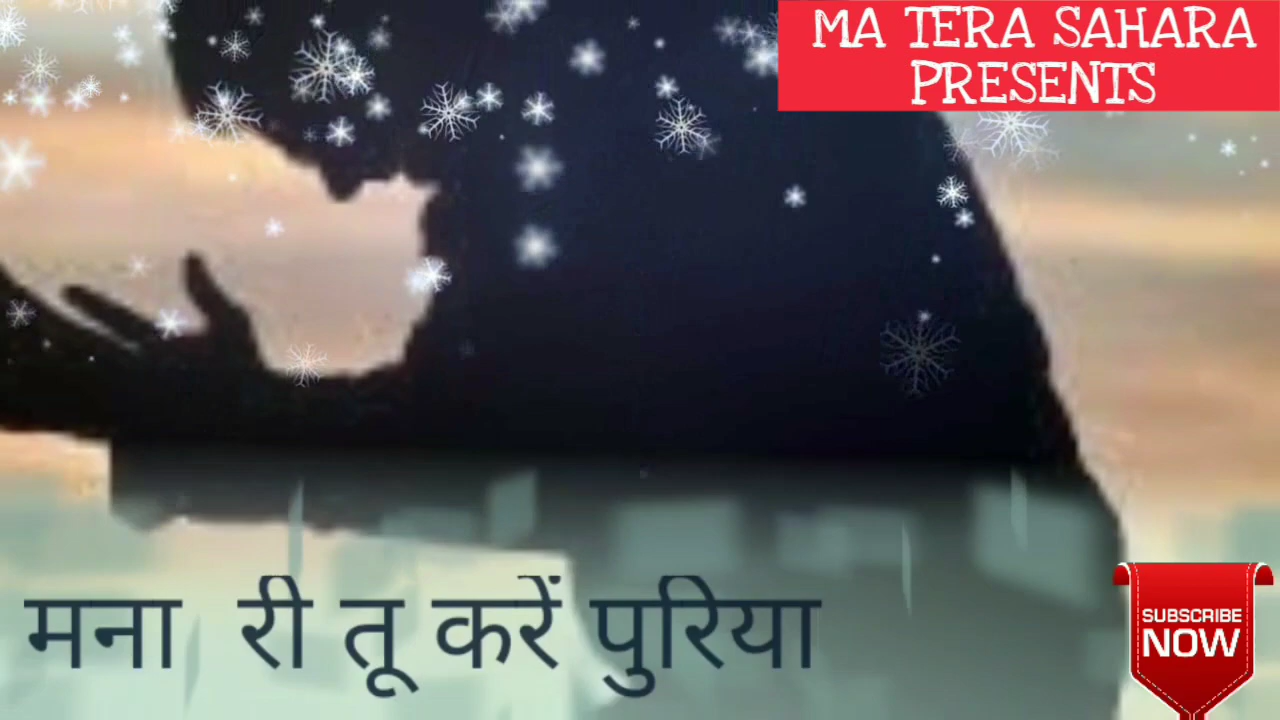 MA TERA SAHARA
PRESENTS
मना री तू करें पुरिया
SUBSCRIBE
NOW